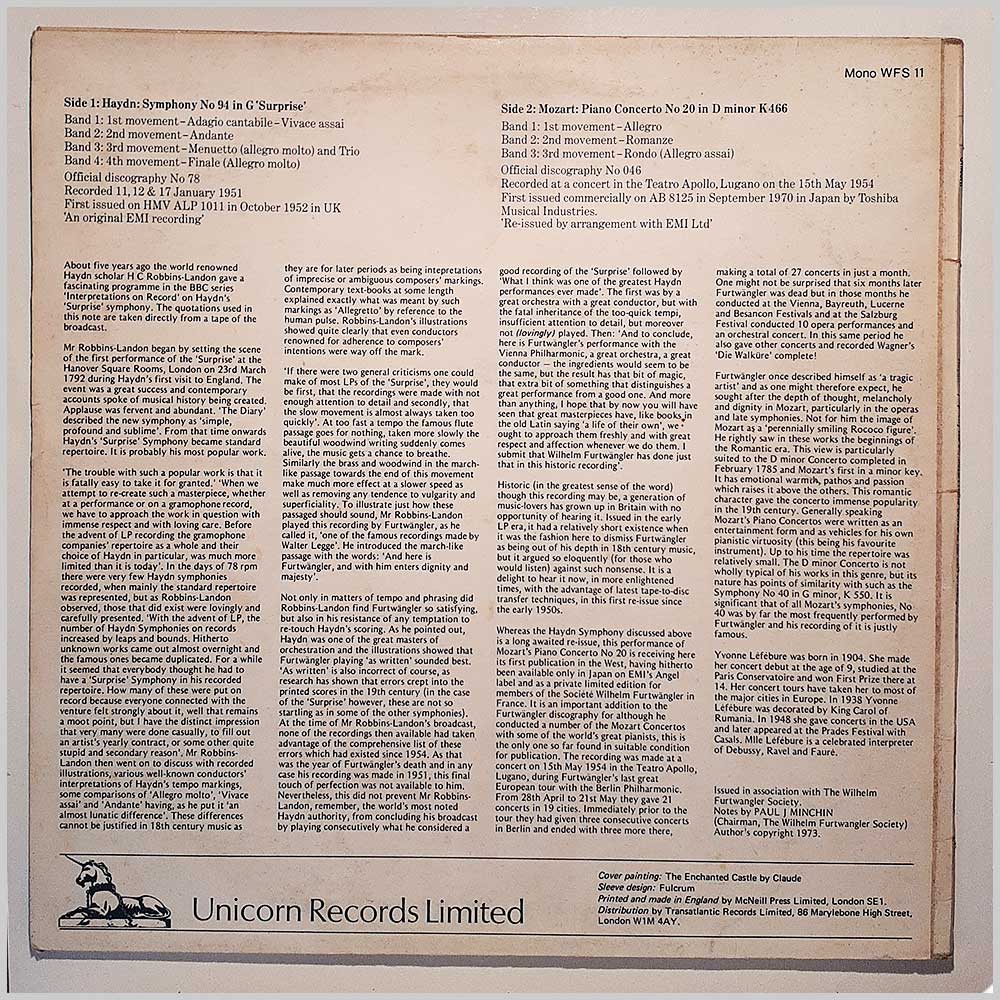 Mono WFS 11
Side 1: Haydn: Symphony No 94 in G 'Surprise'
Band 1: 1st movement – Adagio cantabile – Vivace assai
Band 2: 2nd movement – Andante
Band 3: 3rd movement – Menuetto (allegro molto) and Trio
Band 4: 4th movement – Finale (Allegro molto)
Official discography No 78
Recorded 11, 12 & 17 January 1951
First issued on HMV ALP 1011 in October 1952 in UK
'An original EMI recording'
Side 2: Mozart: Piano Concerto No 20 in D minor K466
Band 1: 1st movement – Allegro
Band 2: 2nd movement – Romanze
Band 3: 3rd movement – Rondo (Allegro assai)
Official discography No 046
Recorded at a concert in the Teatro Apollo, Lugano on the 15th May 1954
First issued commercially on AB 8125 in September 1970 in Japan by Toshiba
Musical Industries.
'Re-issued by arrangement with EMI Ltd'
About five years ago the world renowned
Haydn scholar H C Robbins-Landon gave a
fascinating programme in the BBC series
'Interpretations on Record' on Haydn's
'Surprise' symphony. The quotations used in
this note are taken directly from a tape of the
broadcast.
Mr Robbins-Landon began by setting the scene
of the first performance of the 'Surprise' at the
Hanover Square Rooms, London on 23rd March
1792 during Haydn's first visit to England. The
event was a great success and contemporary
accounts spoke of musical history being created.
Applause was fervent and abundant. 'The Diary'
described the new symphony as 'simple,
profound and sublime'. From that time onwards
Haydn's 'Surprise' Symphony became standard
repertoire. It is probably his most popular work.
'The trouble with such a popular work is that it
is fatally easy to take it for granted.' 'When we
attempt to re-create such a masterpiece, whether
at a performance or on a gramophone record,
we have to approach the work in question with
immense respect and with loving care. Before
the advent of LP recording the gramophone
companies' repertoire as a whole and their
choice of Haydn in particular, was much more
limited than it is today'. In the days of 78 rpm
there were very few Haydn symphonies
recorded, when mainly the standard repertoire
was represented, but as Robbins-Landon
observed, those that did exist were lovingly and
carefully presented. 'With the advent of LP, the
number of Haydn Symphonies on records
increased by leaps and bounds. Hitherto
unknown works came out almost overnight and
the famous ones became duplicated. For a while
it seemed that everybody thought he had to
have a 'Surprise' Symphony in his recorded
repertoire. How many of these were put on
record because everyone connected with the
venture felt strongly about it, well that remains
a moot point, but I have the distinct impression
that very many were done casually, to fill out
an artist's yearly contract, or some other quite
stupid and secondary reason'. Mr Robbins-
Landon then went on to discuss with recorded
illustrations, various well-known conductors'
interpretations of Haydn's tempo markings,
some comparisons of 'Allegro molto', 'Vivace
assai' and 'Andante' having, as he put it 'an
almost lunatic difference'. These differences
cannot be justified in 18th century music as
they are for later periods as being intepretations
of imprecise or ambiguous composers' markings.
Contemporary text-books at some length
explained exactly what was meant by such
markings as 'Allegretto' by reference to the
human pulse. Robbins-Landon's illustrations
showed quite clearly that even conductors
renowned for adherence to composers'
intentions were way off the mark.
'If there were two general criticisms one could
make of most LPs of the 'Surprise', they would
be first, that the recordings were made with not
enough attention to detail and secondly, that
the slow movement is almost always taken too
quickly'. At too fast a tempo the famous flute
passage goes for nothing, taken more slowly the
beautiful woodwind writing suddenly comes
alive, the music gets a chance to breathe.
Similarly the brass and woodwind in the march-
like passage towards the end of this movement
make much more effect at a slower speed as
well as removing any tendence to vulgarity and
superficiality. To illustrate just how these
passaged should sound, Mr Robbins-Landon
played this recording by Furtwängler, as he
called it, 'one of the famous recordings made by
Walter Legge'. He introduced the march-like
passage with the words: 'And here is
Furtwängler, and with him enters dignity and
majesty'.
Not only in matters of tempo and phrasing did
Robbins-Landon find Furtwängler so satisfying,
but also in his resistance of any temptation to
re-touch Haydn's scoring. As he pointed out,
Haydn was one of the great masters of
orchestration and the illustrations showed that
Furtwängler playing 'as written' sounded best.
'As written' is also incorrect of course, as
research has shown that errors crept into the
printed scores in the 19th century (in the case
of the 'Surprise' however, these are not so
startling as in some of the other symphonies).
At the time of Mr Robbins-Landon's broadcast,
none of the recordings then available had taken
advantage of the comprehensive list of these
errors which had existed since 1954. As that
was the year of Furtwängler's death and in any
case his recording was made in 1951, this final
touch of perfection was not available to him.
Nevertheless, this did not prevent Mr Robbins-
Landon, remember, the world's most noted
Haydn authority, from concluding his broadcast
by playing consecutively what he considered a
good recording of the 'Surprise' followed by
'What I think was one of the greatest Haydn
performances ever made'. The first was by a
great orchestra with a great conductor, but with
the fatal inheritance of the too-quick tempi,
insufficient attention to detail, but moreover
not (lovingly) played. Then: 'And to conclude,
here is Furtwängler's performance with the
Vienna Philharmonic, a great orchestra, a great
conductor – the ingredients would seem to be
the same, but the result has that bit of magic,
that extra bit of something that distinguishes a
great performance from a good one. And more
than anything, I hope that by now you will have
seen that great masterpieces have, like books in
the old Latin saying 'a life of their own', we
ought to approach them freshly and with great
respect and affection whenever we do them. I
submit that Wilhelm Furtwängler has done just
that in this historic recording'.
Historic (in the greatest sense of the word)
though this recording may be, a generation of
music-lovers has grown up in Britain with no
opportunity of hearing it. Issued in the early
LP era, it had a relatively short existence when
it was the fashion here to dismiss Furtwängler
as being out of his depth in 18th century music,
but it argued so eloquently (for those who
would listen) against such nonsense. It is a
delight to hear it now, in more enlightened
times, with the advantage of latest tape-to-disc
transfer techniques, in this first re-issue since
the early 1950s.
Whereas the Haydn Symphony discussed above
is a long awaited re-issue, this performance of
Mozart's Piano Concerto No 20 is receiving here
its first publication in the West, having hitherto
been available only in Japan on EMI's Angel
label and as a private limited edition for
members of the Société Wilhelm Furtwängler in
France. It is an important addition to the
Furtwängler discography for although he
conducted a number of the Mozart Concertos
with some of the world's great pianists, this is
the only one so far found in suitable condition
for publication. The recording was made at a
concert on 15th May 1954 in the Teatro Apollo,
Lugano, during Furtwängler's last great
European tour with the Berlin Philharmonic.
From 28th April to 21st May they gave 21
concerts in 19 cities. Immediately prior to the
tour they had given three consecutive concerts
in Berlin and ended with three more there,
making a total of 27 concerts in just a month.
One might not be surprised that six months later
Furtwängler was dead but in those months he
conducted at the Vienna, Bayreuth, Lucerne
and Besancon Festivals and at the Salzburg
Festival conducted 10 opera performances and
an orchestral concert. In this same period he
also gave other concerts and recorded Wagner's
'Die Walküre' complete!
Furtwängler once described himself as 'a tragic
artist' and as one might therefore expect, he
sought after the depth of thought, melancholy
and dignity in Mozart, particularly in the operas
and late symphonies. Not for him the image of
Mozart as a 'perennially smiling Rococo figure'.
He rightly saw in these works the beginnings of
the Romantic era. This view is particularly
suited to the D minor Concerto completed in
February 1785 and Mozart's first in a minor key.
It has emotional warmth, pathos and passion
which raises it above the others. This romantic
character gave the concerto immense popularity
in the 19th century. Generally speaking
Mozart's Piano Concertos were written as an
entertainment form and as vehicles for his own
pianistic virtuosity (this being his favourite
instrument). Up to his time the repertoire was
relatively small. The D minor Concerto is not
wholly typical of his works in this genre, but its
nature has points of similarity with such as the
Symphony No 40 in G minor, K 550. It is
significant that of all Mozart's symphonies, No
40 was by far the most frequently performed by
Furtwängler and his recording of it is justly
famous.
Yvonne Léfébure was born in 1904. She made
her concert debut at the age of 9, studied at the
Paris Conservatoire and won First Prize there at
14. Her concert tours have taken her to most of
the major cities in Europe. In 1938 Yvonne
Léfébure was decorated by King Carol of
Rumania. In 1948 she gave concerts in the USA
and later appeared at the Prades Festival with
Casals. Mlle Léfébure is a celebrated interpreter
of Debussy, Ravel and Fauré.
Issued in association with The Wilhelm
Furtwangler Society.
Notes by PAUL J MINCHIN
(Chairman, The Wilhelm Furtwangler Society)
Author's copyright 1973.
Unicorn Records Limited
Cover painting: The Enchanted Castle by Claude
Sleeve design: Fulcrum
Printed and made in England by McNeill Press Limited, London SE1.
Distribution by Transatlantic Records Limited, 86 Marylebone High Street,
London W1M 4AY.